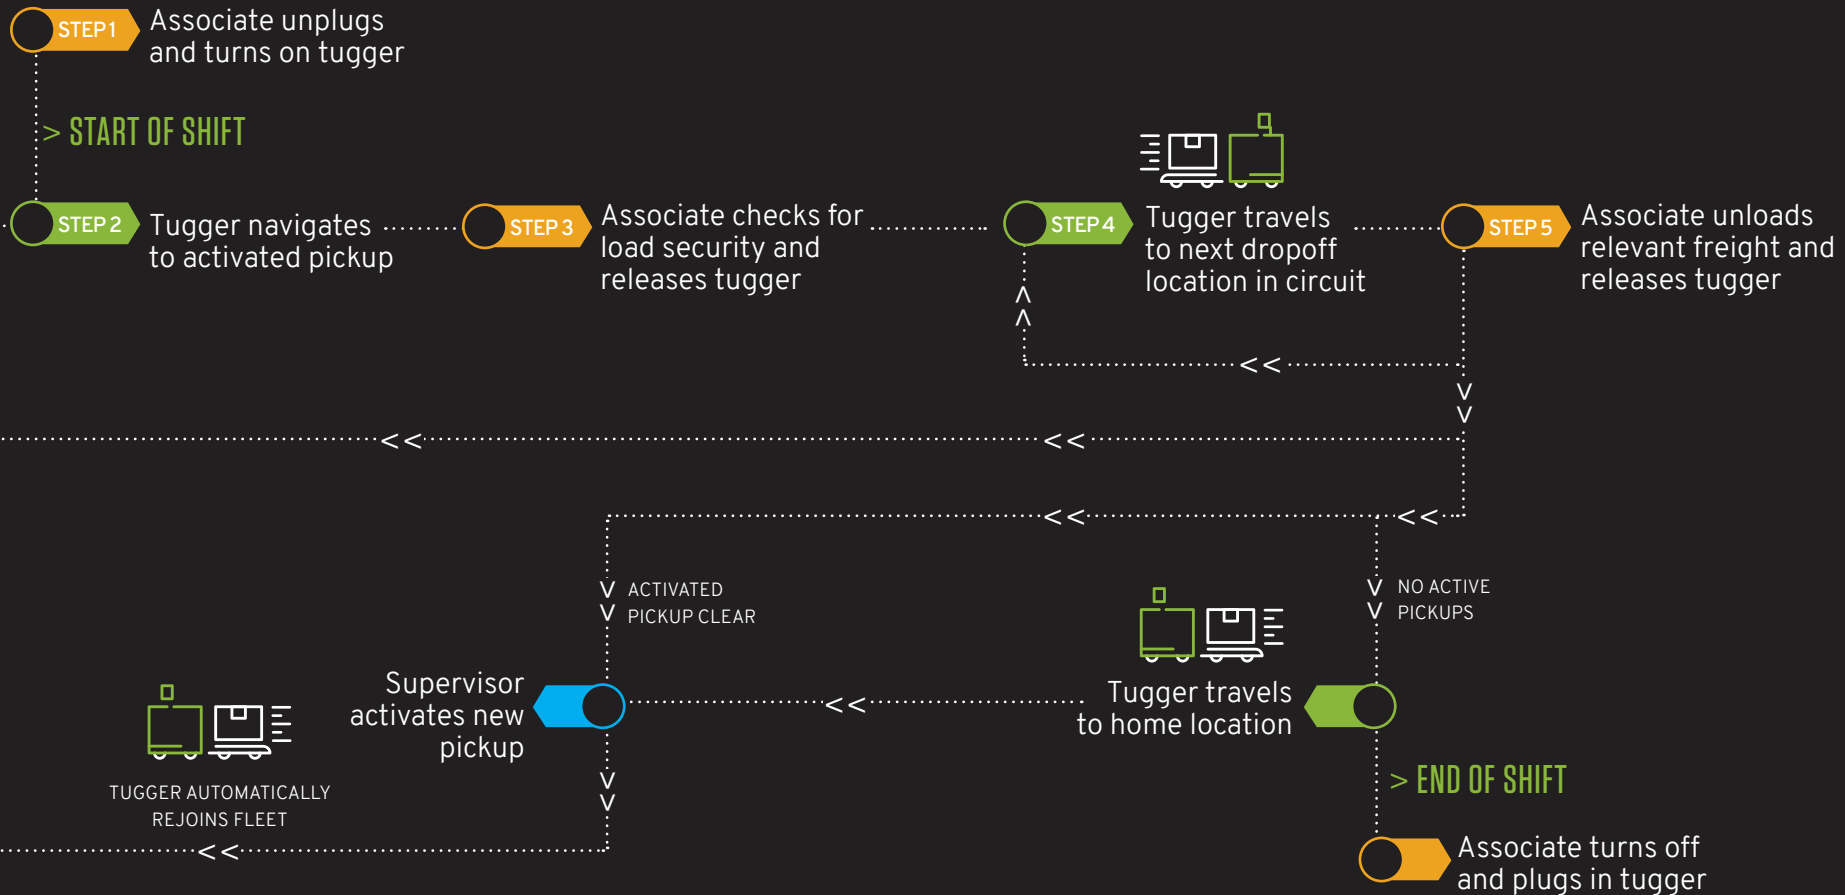 STEP 1
Associate unplugs
and turns on tugger
> START OF SHIFT
STEP 2
Tugger navigates
to activated pickup
STEP 3
Associate checks for
load security and
releases tugger
STEP 4
Tugger travels
to next dropoff
location in circuit
STEP 5
Associate unloads
relevant freight and
releases tugger
ACTIVATED
PICKUP CLEAR
NO ACTIVE
PICKUPS
Supervisor
activates new
pickup
Tugger travels
to home location
TUGGER AUTOMATICALLY
REJOINS FLEET
> END OF SHIFT
Associate turns off
and plugs in tugger